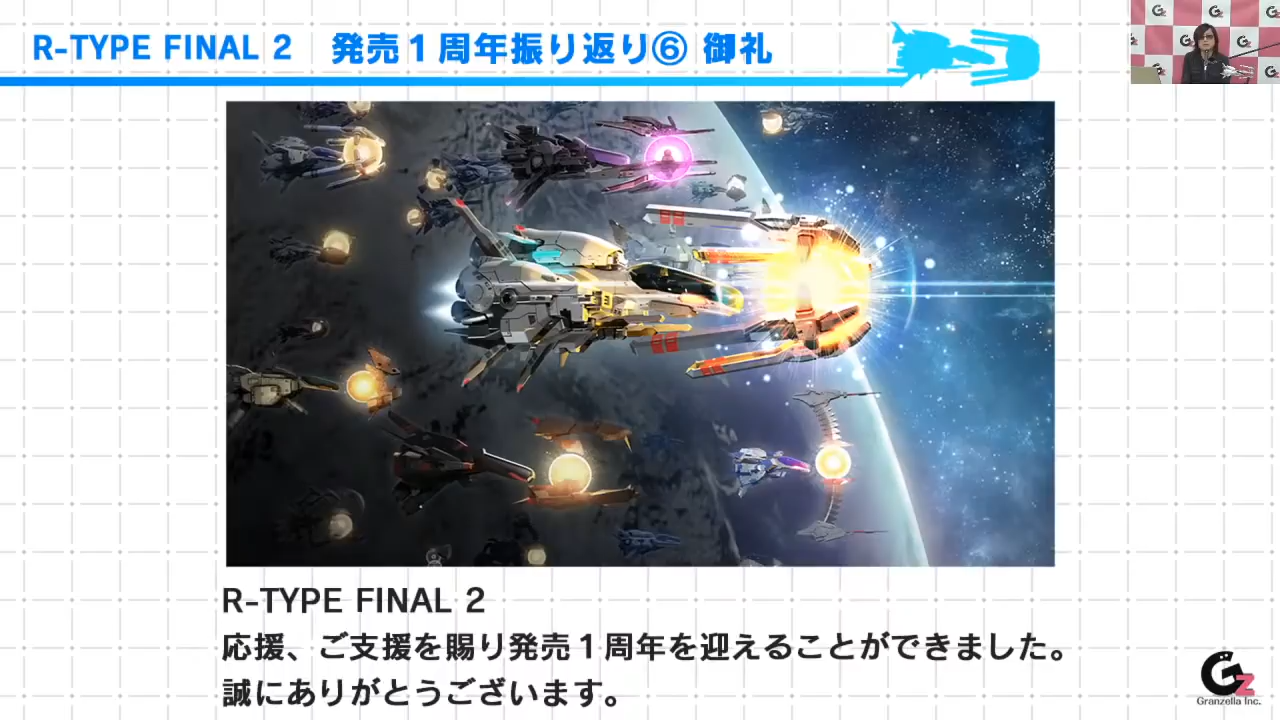 R-TYPE FINAL 2 発売１周年振り返り⑥ 御礼
R-TYPE FINAL 2
応援、ご支援を賜り発売１周年を迎えることができました。
誠にありがとうございます。
Gz
Granzella Inc.